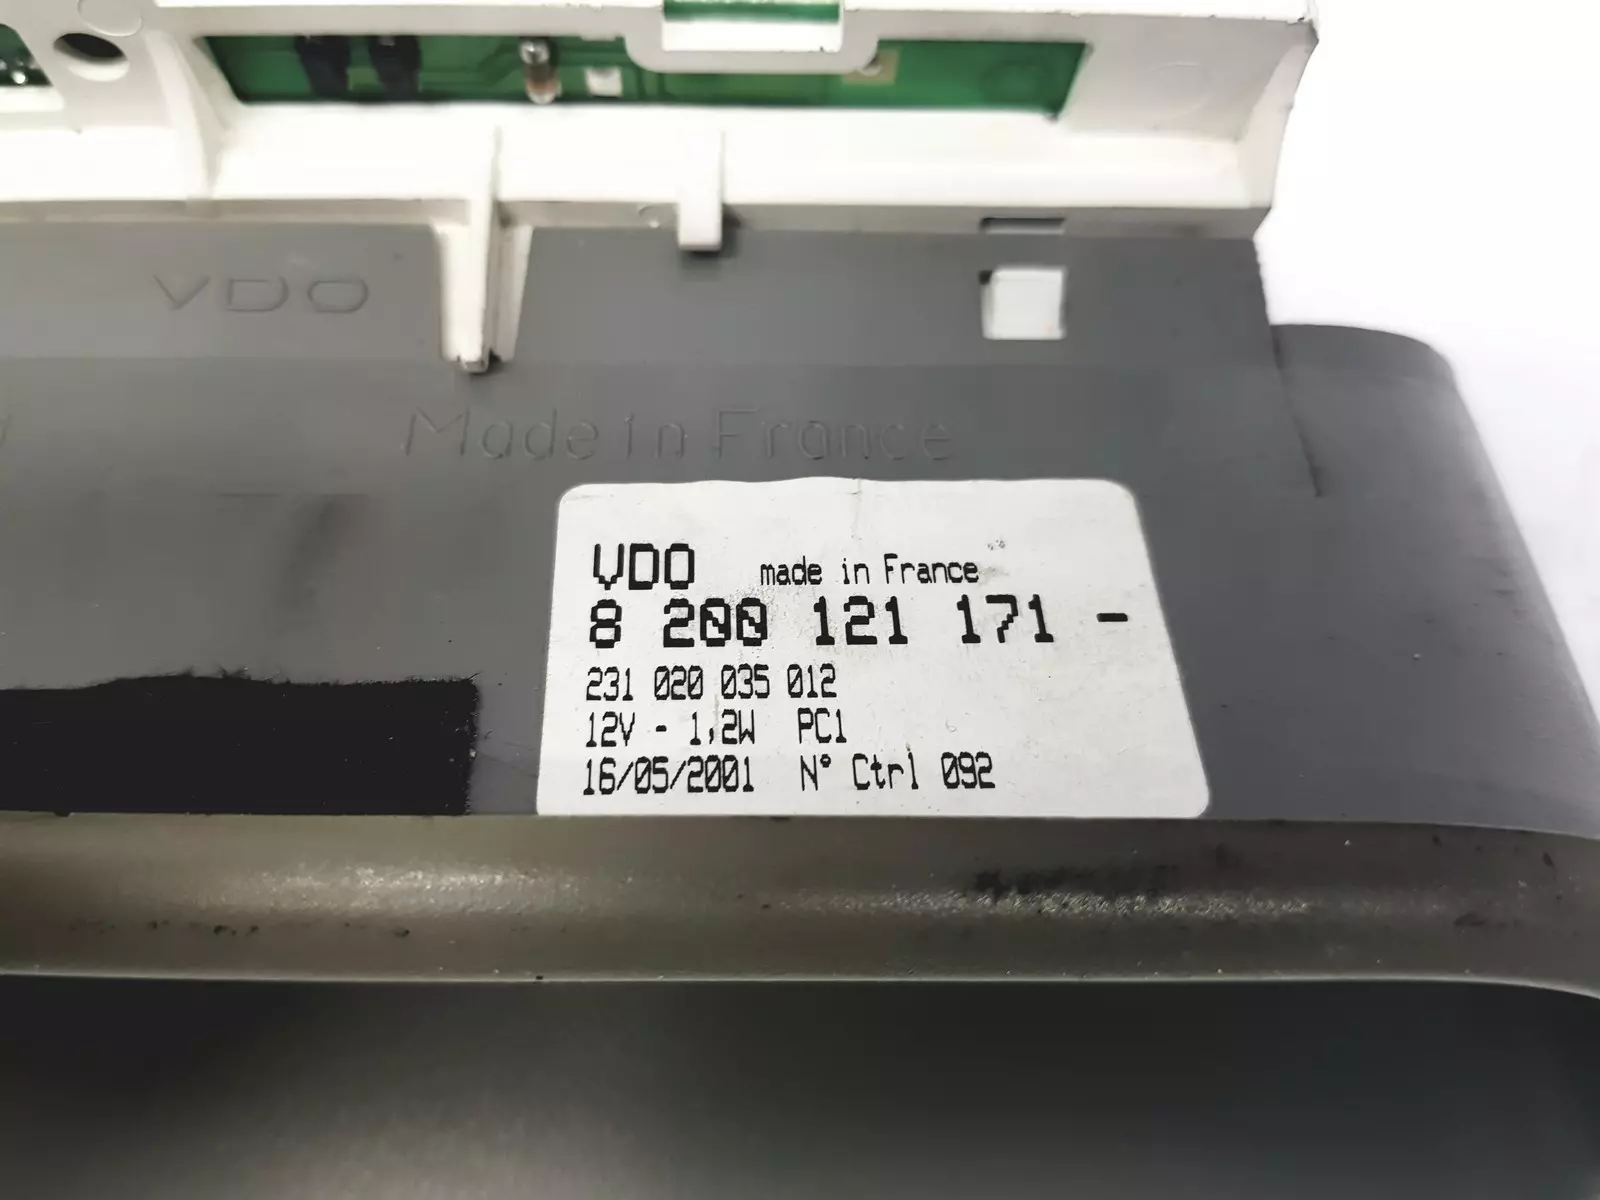 VDO
Made in France
VDO made in France
8 200 121 171 -
231 020 035 012
12V - 1,2W PC1
16/05/2001 N° Ctrl 092